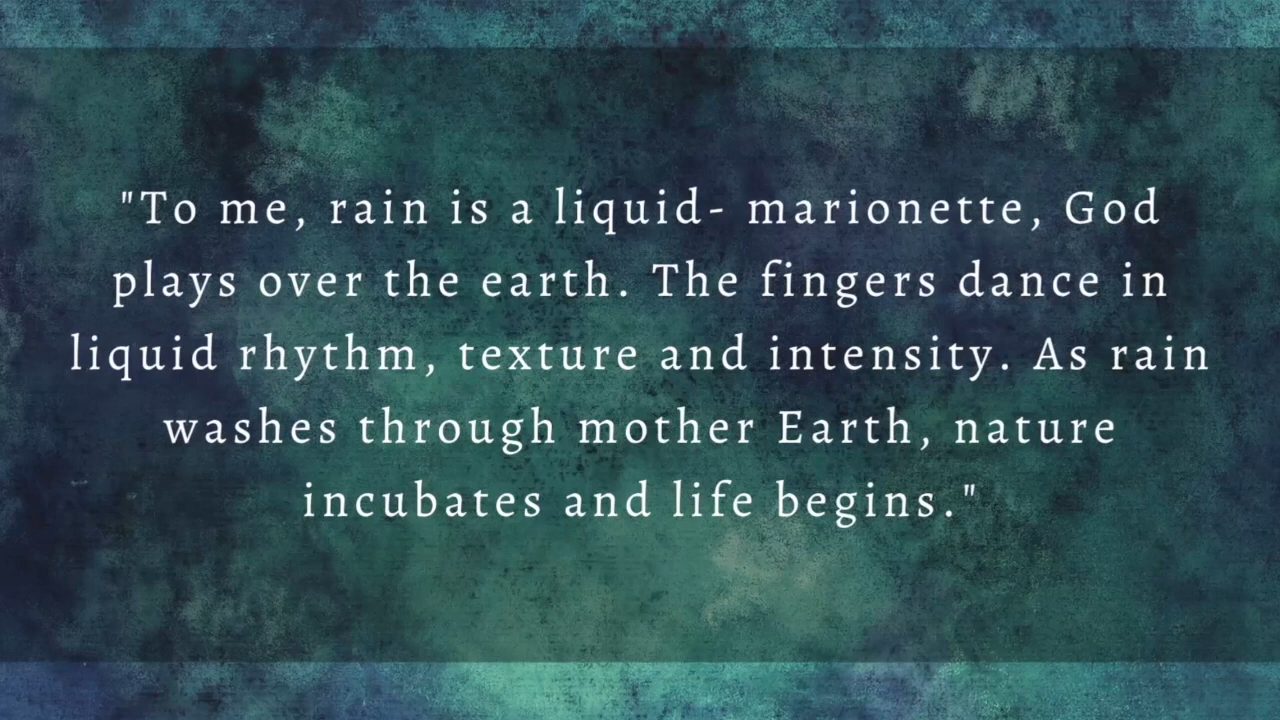 "To me, rain is a liquid- marionette, God
plays over the earth. The fingers dance in
liquid rhythm, texture and intensity. As rain
washes through mother Earth, nature
incubates and life begins."